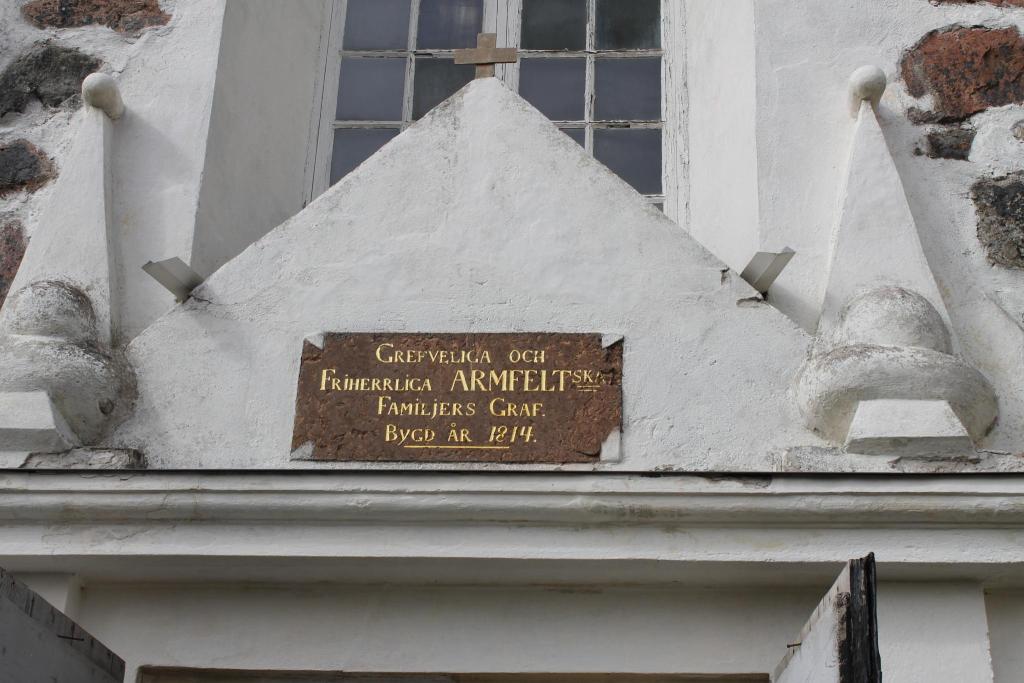 GREFVELIGA OCH
FRIHERRLIGA ARMFELTSKA
FAMILJERS GRAF.
BYGD ÅR 1814.